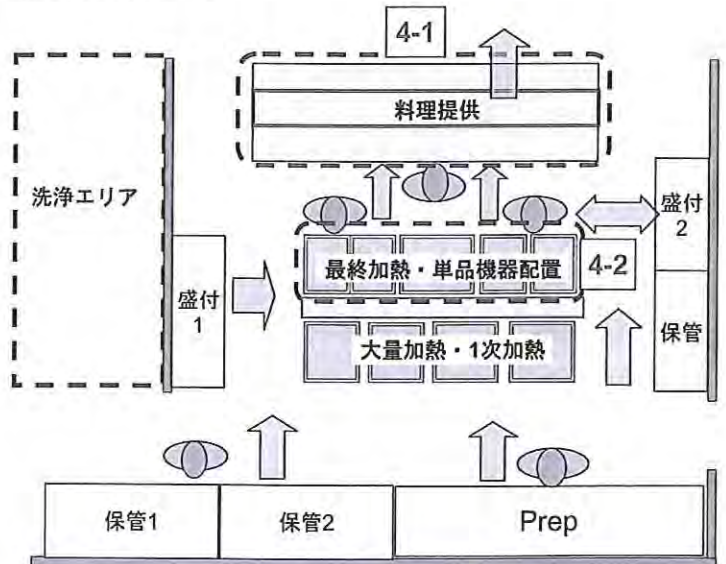 4-1
料理提供
洗浄エリア
盛付
2
最終加熱・単品機器配置
4-2
盛付
1
大量加熱・1次加熱
保管
保管1
保管2
Prep